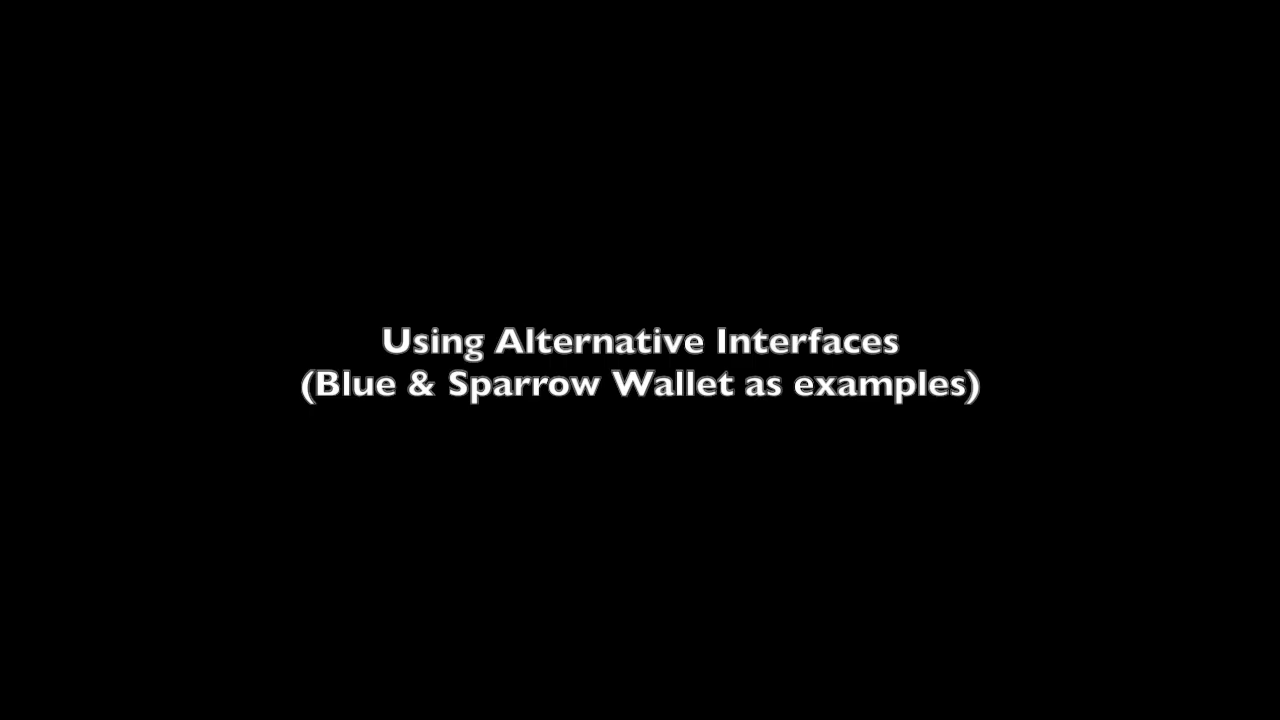 Using Alternative Interfaces
(Blue & Sparrow Wallet as examples)